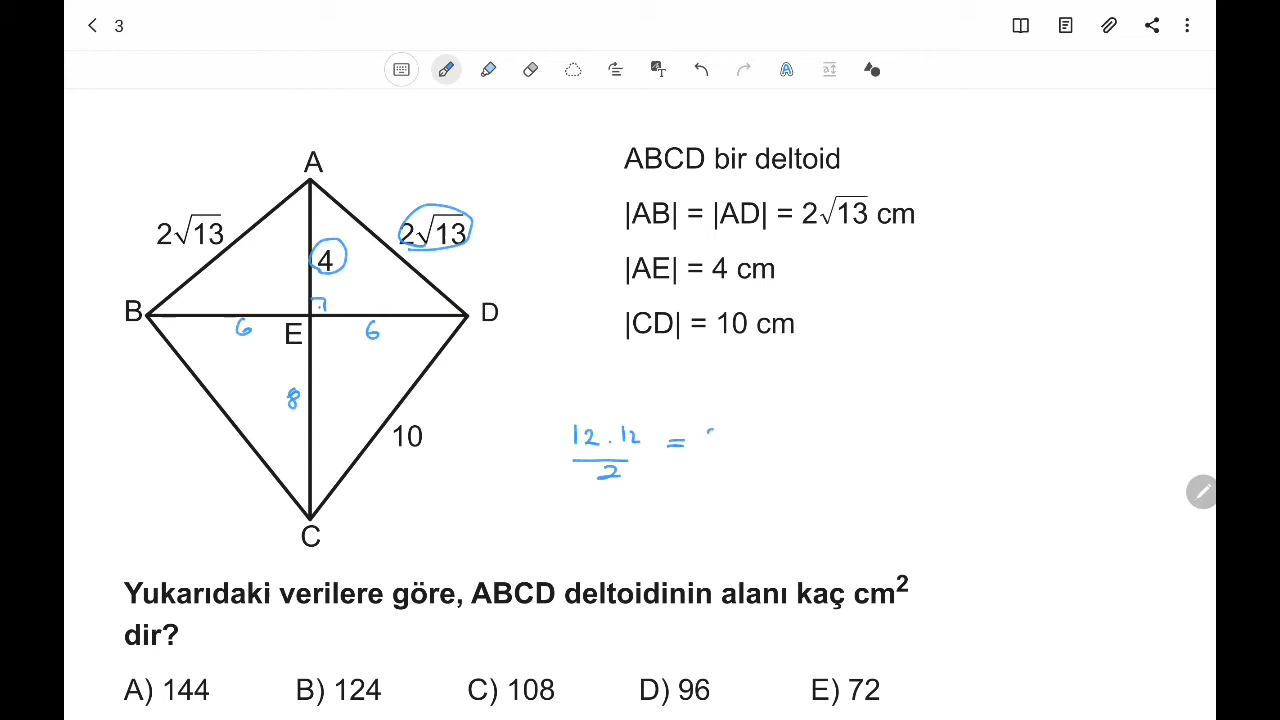 3
A
2√13
2√13
4
B
D
6
E
6
8
10
C
ABCD bir deltoid
|AB| = |AD| = 2√13 cm
|AE| = 4 cm
|CD| = 10 cm
12 . 12
=
2
Yukarıdaki verilere göre, ABCD deltoidinin alanı kaç cm²
dir?
A) 144 B) 124 C) 108 D) 96 E) 72